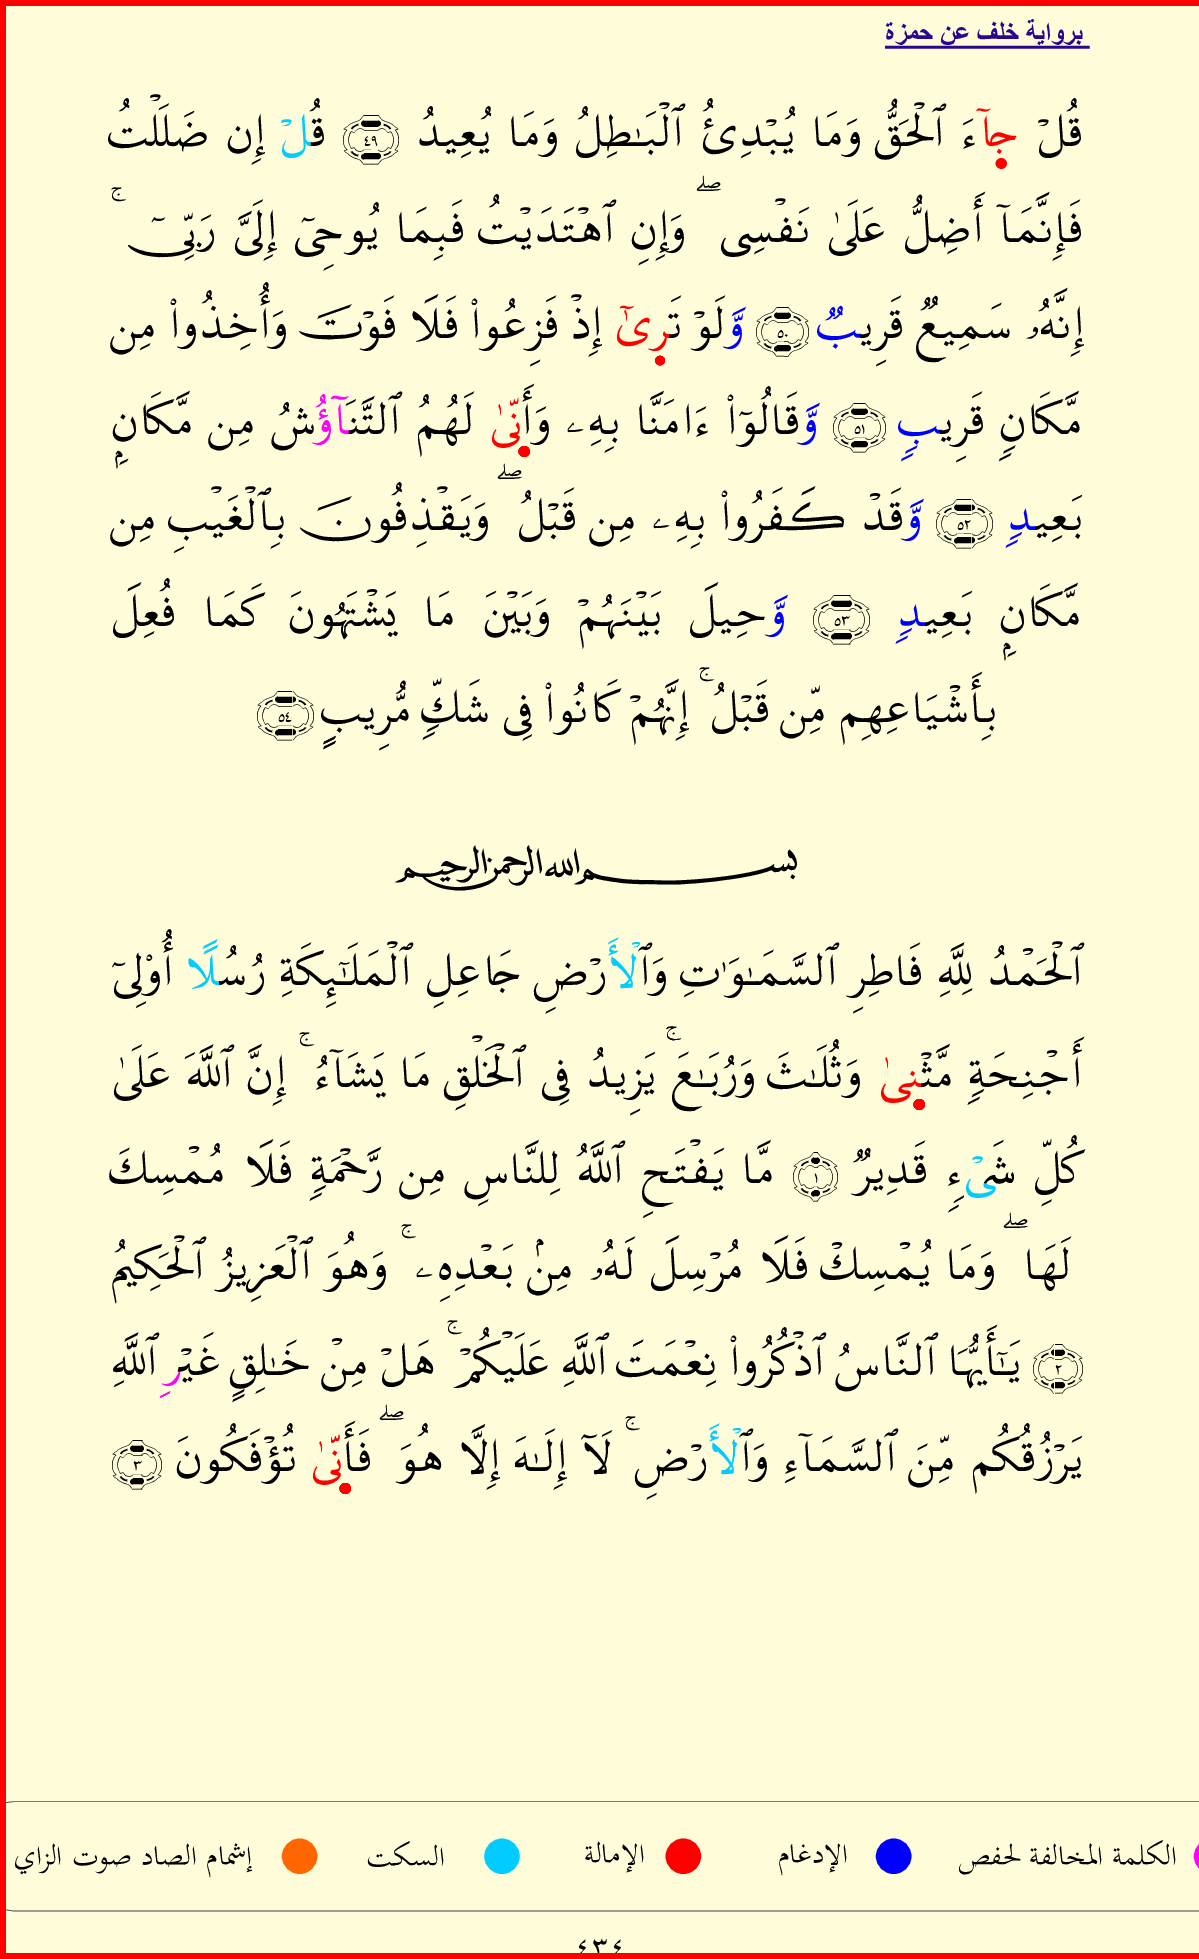 برواية خلف عن حمزة
قُلۡ جَآءَ ٱلۡحَقُّ وَمَا يُبۡدِئُ ٱلۡبَـٰطِلُ وَمَا يُعِيدُ ٤٩ قُلۡ إِن ضَلَلۡتُ
فَإِنَّمَآ أَضِلُّ عَلَىٰ نَفۡسِى ۖ وَإِنِ ٱهۡتَدَيۡتُ فَبِمَا يُوحِىٓ إِلَىَّ رَبِّىٓ ۚ
إِنَّهُۥ سَمِيعٌ قَرِيبٌ ٥٠ وَّلَوۡ تَرِىٰٓ إِذۡ فَزِعُوا۟ فَلَا فَوۡتَ وَأُخِذُوا۟ مِن
مَّكَانٍ قَرِيبٍ ٥١ وَّقَالُوٓا۟ ءَامَنَّا بِهِۦ وَأَنِّىٰ لَهُمُ ٱلتَّنَآؤُشُ مِن مَّكَانٍۭ
بَعِيدٍ ٥٢ وَّقَدۡ كَفَرُوا۟ بِهِۦ مِن قَبۡلُ ۖ وَيَقۡذِفُونَ بِٱلۡغَيۡبِ مِن
مَّكَانٍۭ بَعِيدٍ ٥٣ وَّحِيلَ بَيۡنَهُمۡ وَبَيۡنَ مَا يَشۡتَهُونَ كَمَا فُعِلَ
بِأَشۡيَاعِهِم مِّن قَبۡلُ ۚ إِنَّهُمۡ كَانُوا۟ فِى شَكٍّ مُّرِيبٍ ٥٤
بسم الله الرحمن الرحيم
ٱلۡحَمۡدُ لِلَّهِ فَاطِرِ ٱلسَّمَـٰوَٰتِ وَٱلۡأَرۡضِ جَاعِلِ ٱلۡمَلَـٰٓئِكَةِ رُسُلًا أُو۟لِىٓ
أَجۡنِحَةٍ مَّثۡنِىٰ وَثُلَـٰثَ وَرُبَـٰعَ ۚ يَزِيدُ فِى ٱلۡخَلۡقِ مَا يَشَآءُ ۚ إِنَّ ٱللَّهَ عَلَىٰ
كُلِّ شَىۡءٍ قَدِيرٌ ١ مَّا يَفۡتَحِ ٱللَّهُ لِلنَّاسِ مِن رَّحۡمَةٍ فَلَا مُمۡسِكَ
لَهَا ۖ وَمَا يُمۡسِكۡ فَلَا مُرۡسِلَ لَهُۥ مِنۢ بَعۡدِهِۦ ۚ وَهُوَ ٱلۡعَزِيزُ ٱلۡحَكِيمُ
٢ يَـٰٓأَيُّهَا ٱلنَّاسُ ٱذۡكُرُوا۟ نِعۡمَتَ ٱللَّهِ عَلَيۡكُمۡ ۚ هَلۡ مِنۡ خَـٰلِقٍ غَيۡرِ ٱللَّهِ
يَرۡزُقُكُم مِّنَ ٱلسَّمَآءِ وَٱلۡأَرۡضِ ۚ لَآ إِلَـٰهَ إِلَّا هُوَ ۖ فَأَنِّىٰ تُؤۡفَكُونَ ٣
الكلمة المخالفة لحفص الإدغام الإمالة السكت إشمام الصاد صوت الزاي
٤٣٤